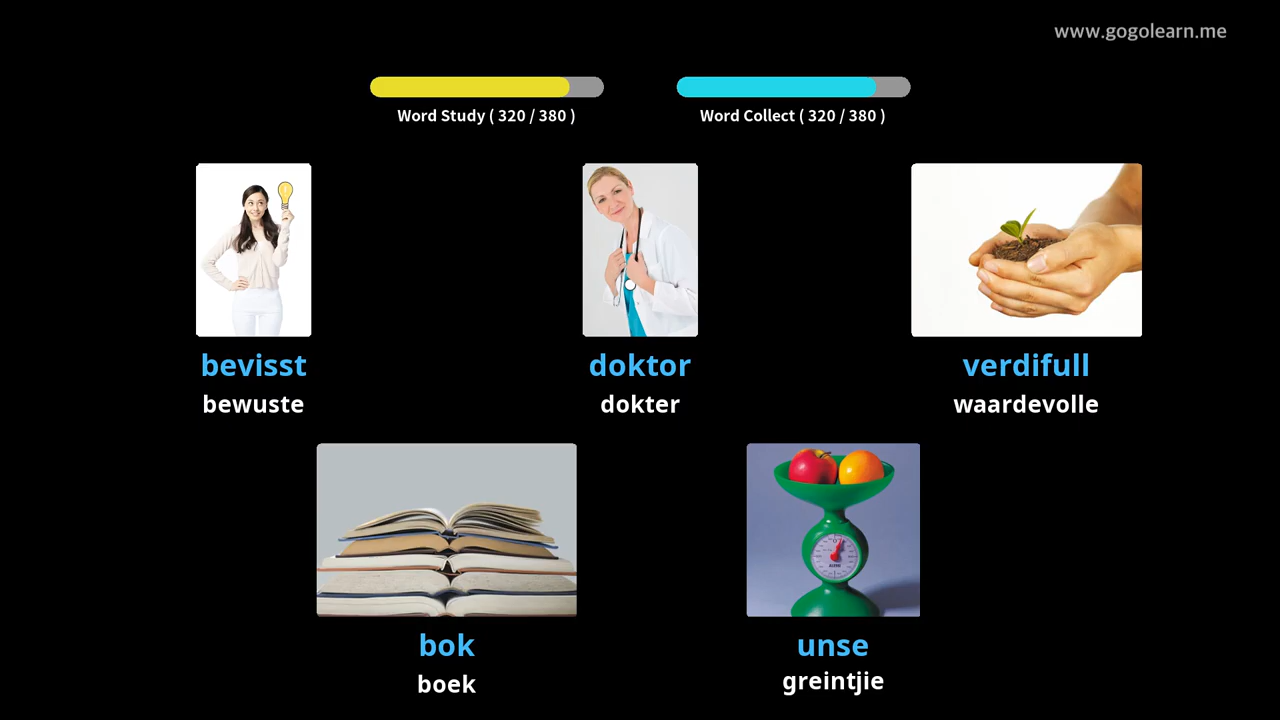 www.gogolearn.me
Word Study ( 320 / 380 )
Word Collect ( 320 / 380 )
bevisst
bewuste
doktor
dokter
verdifull
waardevolle
bok
boek
unse
greintjie